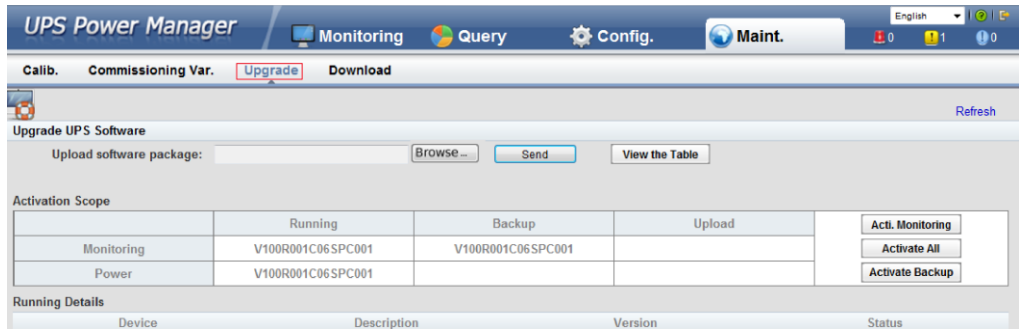 UPS Power Manager
Monitoring
Query
Config.
Maint.
English
0
1
0
Calib.
Commissioning Var.
Upgrade
Download
Refresh
Upgrade UPS Software
Upload software package:
Browse...
Send
View the Table
Activation Scope
Running Backup Upload
Acti. Monitoring
Monitoring V100R001C06SPC001 V100R001C06SPC001
Activate All
Power V100R001C06SPC001
Activate Backup
Running Details
Device Description Version Status